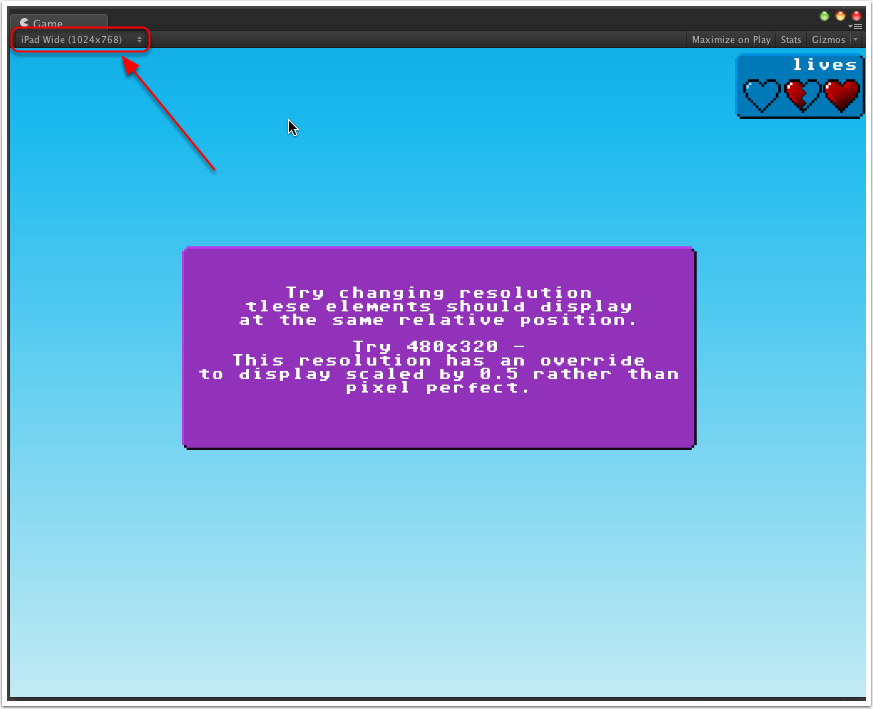 Game
iPad Wide (1024x768)
Maximize on Play
Stats
Gizmos
lives
Try changing resolution
tlese elements should display
at the same relative position.
Try 480x320 -
This resolution has an override
to display scaled by 0.5 rather than
pixel perfect.